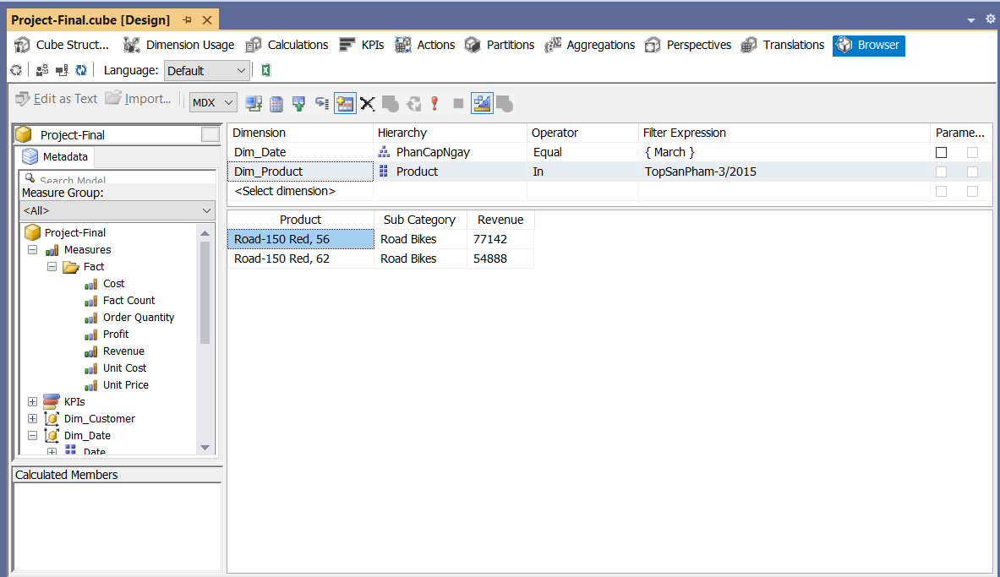 Project-Final.cube [Design]
Cube Struct... Dimension Usage Calculations KPIs Actions Partitions Aggregations Perspectives Translations Browser
Language: Default
Edit as Text Import... MDX
Project-Final
Metadata
Search Model
Measure Group:
<All>
Project-Final
Measures
Fact
Cost
Fact Count
Order Quantity
Profit
Revenue
Unit Cost
Unit Price
KPIs
Dim_Customer
Dim_Date
Date
Calculated Members
Dimension Hierarchy Operator Filter Expression Parame...
Dim_Date PhanCapNgay Equal { March }
Dim_Product Product In TopSanPham-3/2015
<Select dimension>
Product Sub Category Revenue
Road-150 Red, 56 Road Bikes 77142
Road-150 Red, 62 Road Bikes 54888